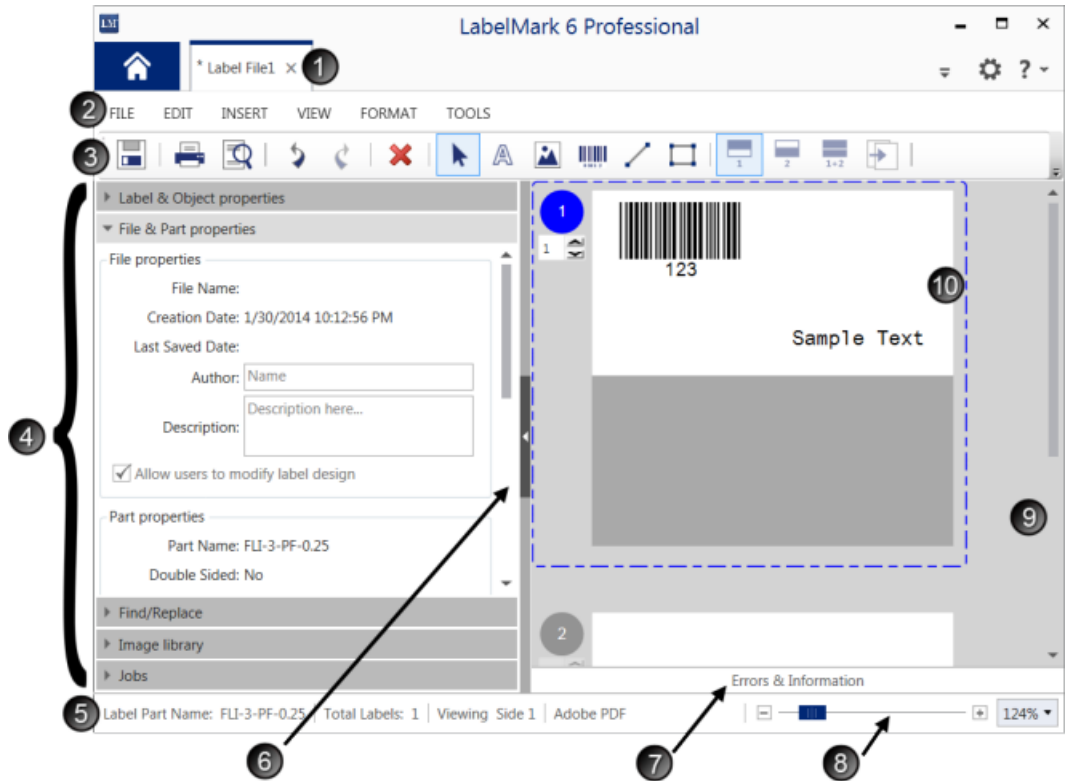 LM
LabelMark 6 Professional
* Label File1 ×
1
?
2
FILE EDIT INSERT VIEW FORMAT TOOLS
3
A
1 2 1+2
4
Label & Object properties
File & Part properties
File properties
File Name:
Creation Date: 1/30/2014 10:12:56 PM
Last Saved Date:
Author: Name
Description: Description here...
Allow users to modify label design
Part properties
Part Name: FLI-3-PF-0.25
Double Sided: No
Find/Replace
Image library
Jobs
1
1
123
10
Sample Text
9
2
Errors & Information
5
Label Part Name: FLI-3-PF-0.25 Total Labels: 1 Viewing Side 1 Adobe PDF
124%
6
7
8